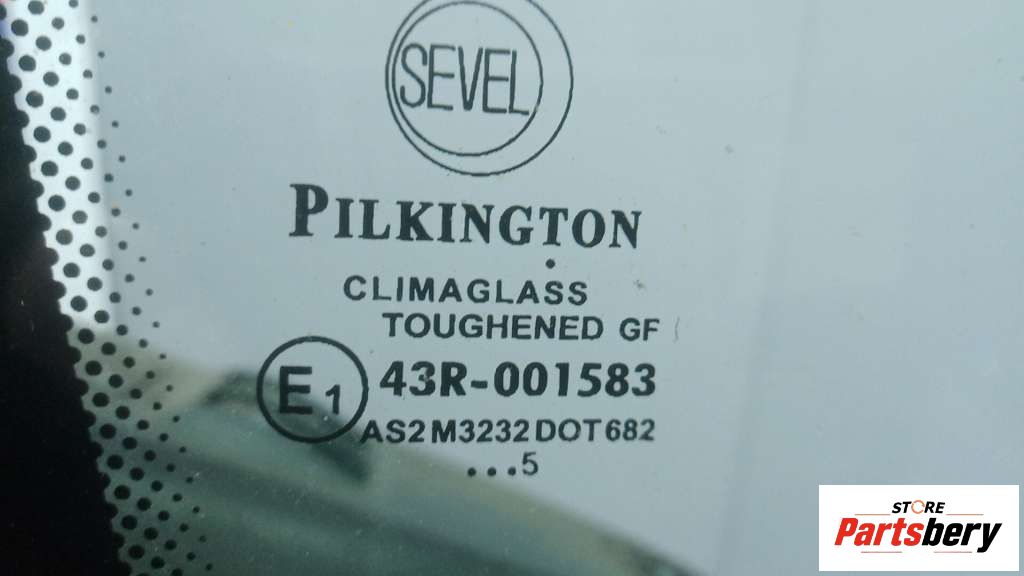 SEVEL
PILKINGTON
CLIMAGLASS
TOUGHENED GF
E1 43R-001583
AS2 M3232 DOT 682
...5
STORE
Partsbery